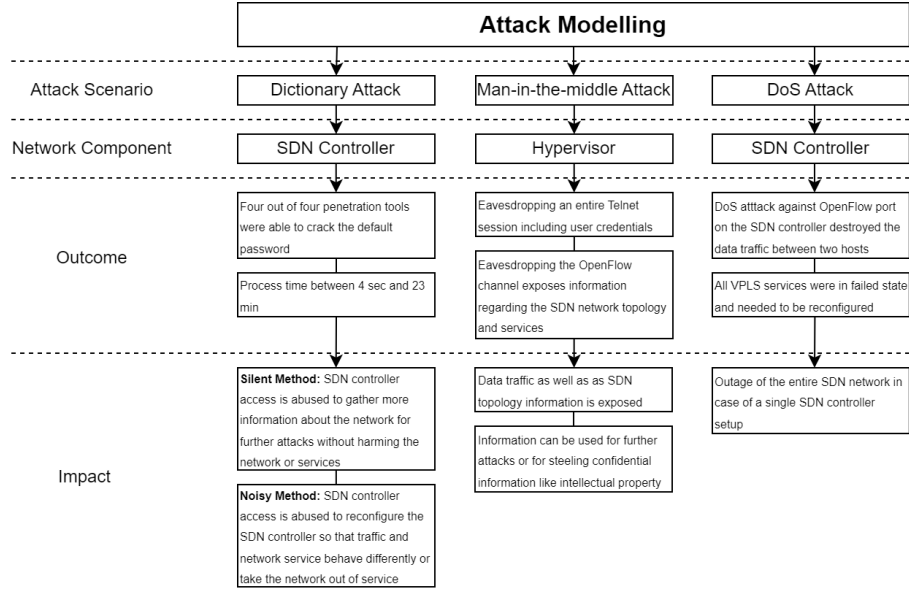 Attack Modelling
Attack Scenario
Dictionary Attack
Man-in-the-middle Attack
DoS Attack
Network Component
SDN Controller
Hypervisor
SDN Controller
Outcome
Four out of four penetration tools
were able to crack the default
password
Process time between 4 sec and 23
min
Eavesdropping an entire Telnet
session including user credentials
Eavesdropping the OpenFlow
channel exposes information
regarding the SDN network topology
and services
DoS atttack against OpenFlow port
on the SDN controller destroyed the
data traffic between two hosts
All VPLS services were in failed state
and needed to be reconfigured
Impact
Silent Method: SDN controller
access is abused to gather more
information about the network for
further attacks without harming the
network or services
Noisy Method: SDN controller
access is abused to reconfigure the
SDN controller so that traffic and
network service behave differently or
take the network out of service
Data traffic as well as as SDN
topology information is exposed
Information can be used for further
attacks or for steeling confidential
information like intellectual property
Outage of the entire SDN network in
case of a single SDN controller
setup